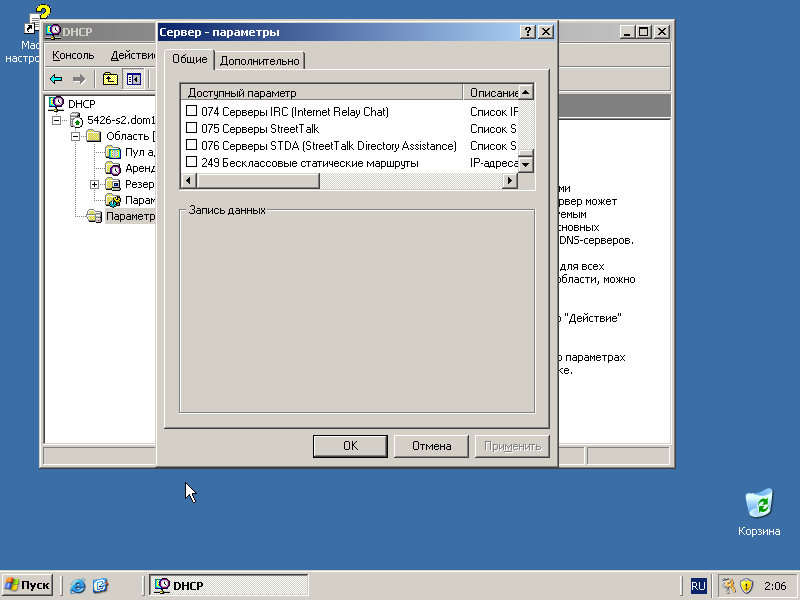 Сервер - параметры
DHCP
Консоль Действи
Общие Дополнительно
Доступный параметр Описание
074 Серверы IRC (Internet Relay Chat) Список IF
075 Серверы StreetTalk Список S
076 Серверы STDA (StreetTalk Directory Assistance) Список S
249 Бесклассовые статические маршруты IP-адреса
Запись данных
OK Отмена Применить
DHCP
5426-s2.dom1
Область [
Пул а
Аренд
Резер
Парам
Параметр
ми
рвер может
уемым
сновных
DNS-серверов.
для всех
бласти, можно
о "Действие"
о параметрах
ке.
Мас
настро
Корзина
Пуск
DHCP
RU
2:06